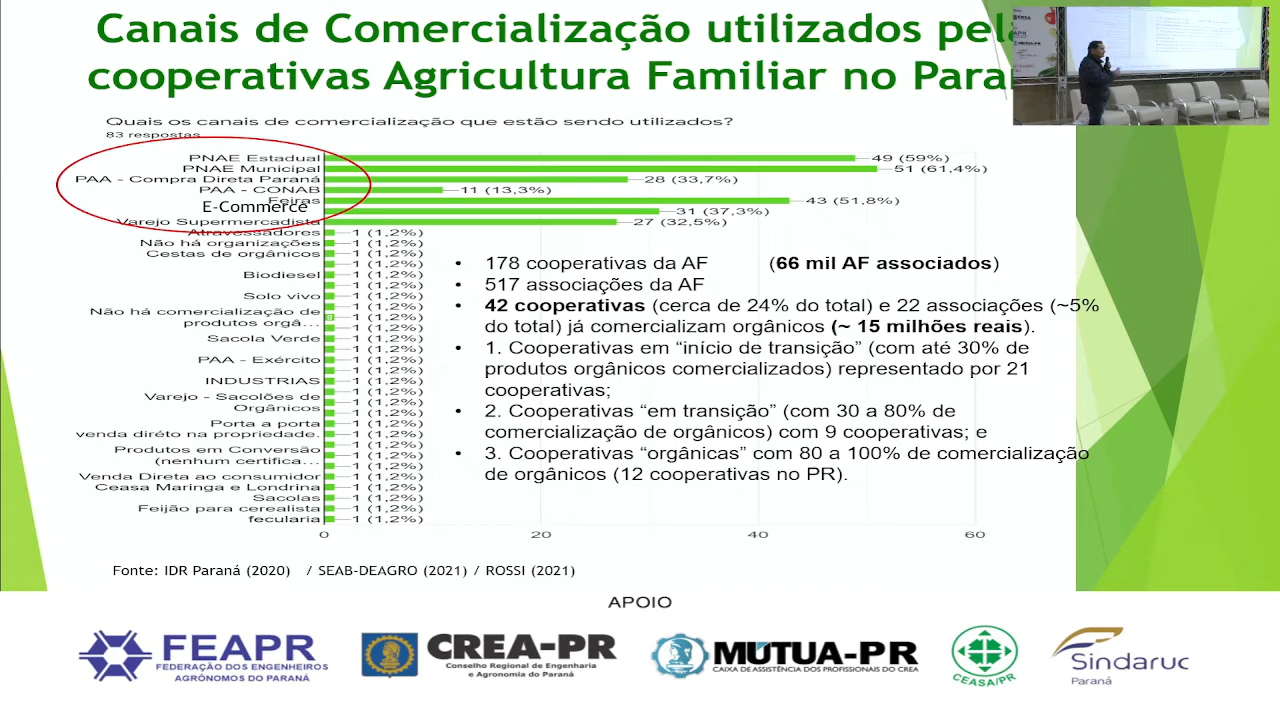 Canais de Comercialização utilizados pel
cooperativas Agricultura Familiar no Para
Quais os canais de comercialização que estão sendo utilizados?
83 respostas
PNAE Estadual 49 (59%)
PNAE Municipal 51 (61,4%)
PAA - Compra Direta Paraná 28 (33,7%)
PAA - CONAB 11 (13,3%)
Feiras 43 (51,8%)
E-Commerce 31 (37,3%)
Varejo Supermercadista 27 (32,5%)
Atravessadores 1 (1,2%)
Não há organizações 1 (1,2%)
Cestas de orgânicos 1 (1,2%)
1 (1,2%)
Biodiesel 1 (1,2%)
1 (1,2%)
Solo vivo 1 (1,2%)
1 (1,2%)
Não há comercialização de
produtos orgâ… 1 (1,2%)
1 (1,2%)
Sacola Verde 1 (1,2%)
1 (1,2%)
PAA - Exército 1 (1,2%)
1 (1,2%)
INDUSTRIAS 1 (1,2%)
1 (1,2%)
Varejo - Sacolões de
Orgânicos 1 (1,2%)
1 (1,2%)
Porta a porta
venda diréto na propriedade. 1 (1,2%)
1 (1,2%)
Produtos em Conversão
(nenhum certifica… 1 (1,2%)
1 (1,2%)
Venda Direta ao consumidor 1 (1,2%)
Ceasa Maringa e Londrina 1 (1,2%)
Sacolas 1 (1,2%)
Feijão para cerealista 1 (1,2%)
fecularia 1 (1,2%)
0 20 40 60
• 178 cooperativas da AF (66 mil AF associados)
• 517 associações da AF
• 42 cooperativas (cerca de 24% do total) e 22 associações (~5%
do total) já comercializam orgânicos (~ 15 milhões reais).
• 1. Cooperativas em “início de transição” (com até 30% de
produtos orgânicos comercializados) representado por 21
cooperativas;
• 2. Cooperativas “em transição” (com 30 a 80% de
comercialização de orgânicos) com 9 cooperativas; e
• 3. Cooperativas “orgânicas” com 80 a 100% de comercialização
de orgânicos (12 cooperativas no PR).
Fonte: IDR Paraná (2020) / SEAB-DEAGRO (2021) / ROSSI (2021)
APOIO
FEAPR
FEDERAÇÃO DOS ENGENHEIROS
AGRÔNOMOS DO PARANÁ
CREA-PR
Conselho Regional de Engenharia
e Agronomia do Paraná
MÚTUA-PR
CAIXA DE ASSISTÊNCIA DOS PROFISSIONAIS DO CREA
CEASA/PR
Sindaruc
Paraná
CREA
FEAPR
MUTUA-PR